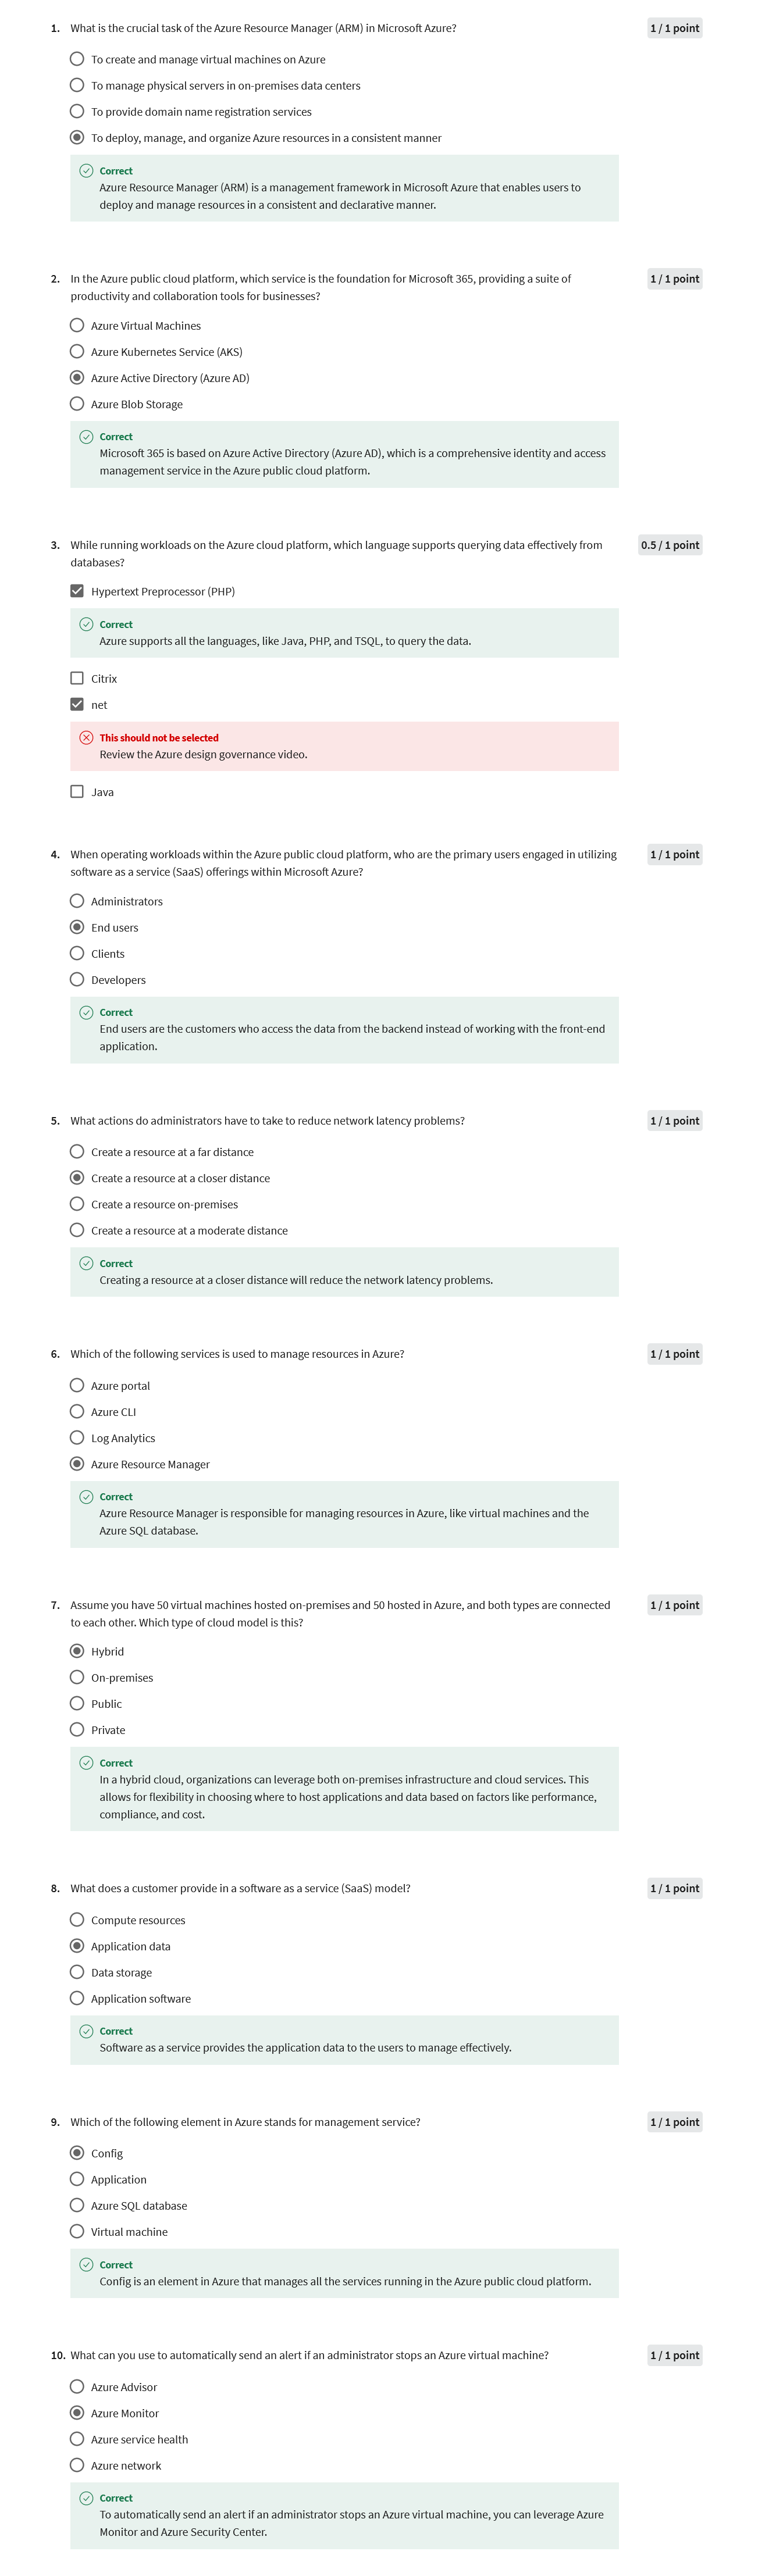 1. What is the crucial task of the Azure Resource Manager (ARM) in Microsoft Azure?
1 / 1 point
To create and manage virtual machines on Azure
To manage physical servers in on-premises data centers
To provide domain name registration services
To deploy, manage, and organize Azure resources in a consistent manner
Correct
Azure Resource Manager (ARM) is a management framework in Microsoft Azure that enables users to
deploy and manage resources in a consistent and declarative manner.
2. In the Azure public cloud platform, which service is the foundation for Microsoft 365, providing a suite of
productivity and collaboration tools for businesses?
1 / 1 point
Azure Virtual Machines
Azure Kubernetes Service (AKS)
Azure Active Directory (Azure AD)
Azure Blob Storage
Correct
Microsoft 365 is based on Azure Active Directory (Azure AD), which is a comprehensive identity and access
management service in the Azure public cloud platform.
3. While running workloads on the Azure cloud platform, which language supports querying data effectively from
databases?
0.5 / 1 point
Hypertext Preprocessor (PHP)
Correct
Azure supports all the languages, like Java, PHP, and TSQL, to query the data.
Citrix
net
This should not be selected
Review the Azure design governance video.
Java
4. When operating workloads within the Azure public cloud platform, who are the primary users engaged in utilizing
software as a service (SaaS) offerings within Microsoft Azure?
1 / 1 point
Administrators
End users
Clients
Developers
Correct
End users are the customers who access the data from the backend instead of working with the front-end
application.
5. What actions do administrators have to take to reduce network latency problems?
1 / 1 point
Create a resource at a far distance
Create a resource at a closer distance
Create a resource on-premises
Create a resource at a moderate distance
Correct
Creating a resource at a closer distance will reduce the network latency problems.
6. Which of the following services is used to manage resources in Azure?
1 / 1 point
Azure portal
Azure CLI
Log Analytics
Azure Resource Manager
Correct
Azure Resource Manager is responsible for managing resources in Azure, like virtual machines and the
Azure SQL database.
7. Assume you have 50 virtual machines hosted on-premises and 50 hosted in Azure, and both types are connected
to each other. Which type of cloud model is this?
1 / 1 point
Hybrid
On-premises
Public
Private
Correct
In a hybrid cloud, organizations can leverage both on-premises infrastructure and cloud services. This
allows for flexibility in choosing where to host applications and data based on factors like performance,
compliance, and cost.
8. What does a customer provide in a software as a service (SaaS) model?
1 / 1 point
Compute resources
Application data
Data storage
Application software
Correct
Software as a service provides the application data to the users to manage effectively.
9. Which of the following element in Azure stands for management service?
1 / 1 point
Config
Application
Azure SQL database
Virtual machine
Correct
Config is an element in Azure that manages all the services running in the Azure public cloud platform.
10. What can you use to automatically send an alert if an administrator stops an Azure virtual machine?
1 / 1 point
Azure Advisor
Azure Monitor
Azure service health
Azure network
Correct
To automatically send an alert if an administrator stops an Azure virtual machine, you can leverage Azure
Monitor and Azure Security Center.